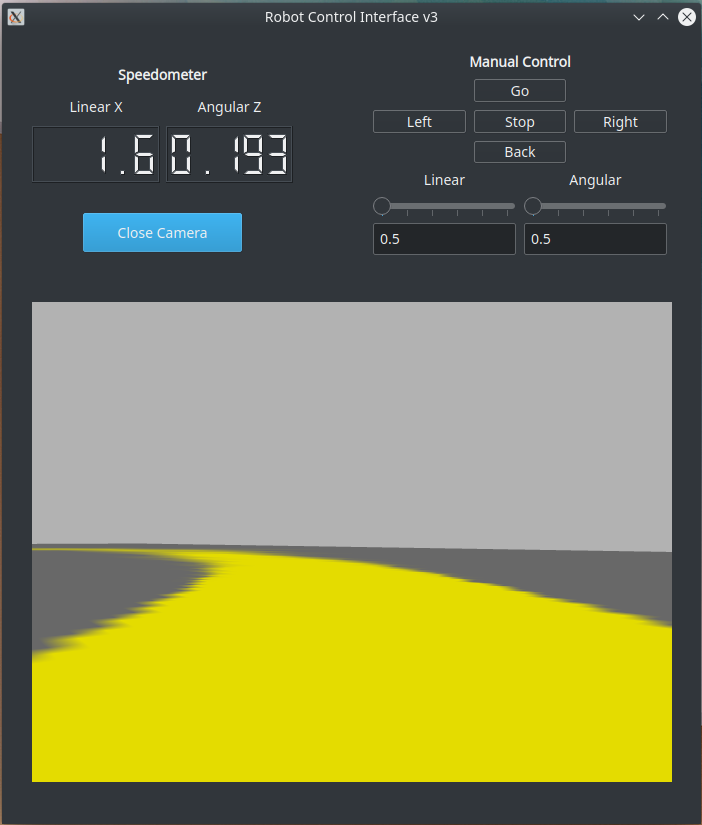 Robot Control Interface v3
Speedometer
Linear X Angular Z
1.6 0.193
Close Camera
Manual Control
Go
Left Stop Right
Back
Linear Angular
0.5 0.5